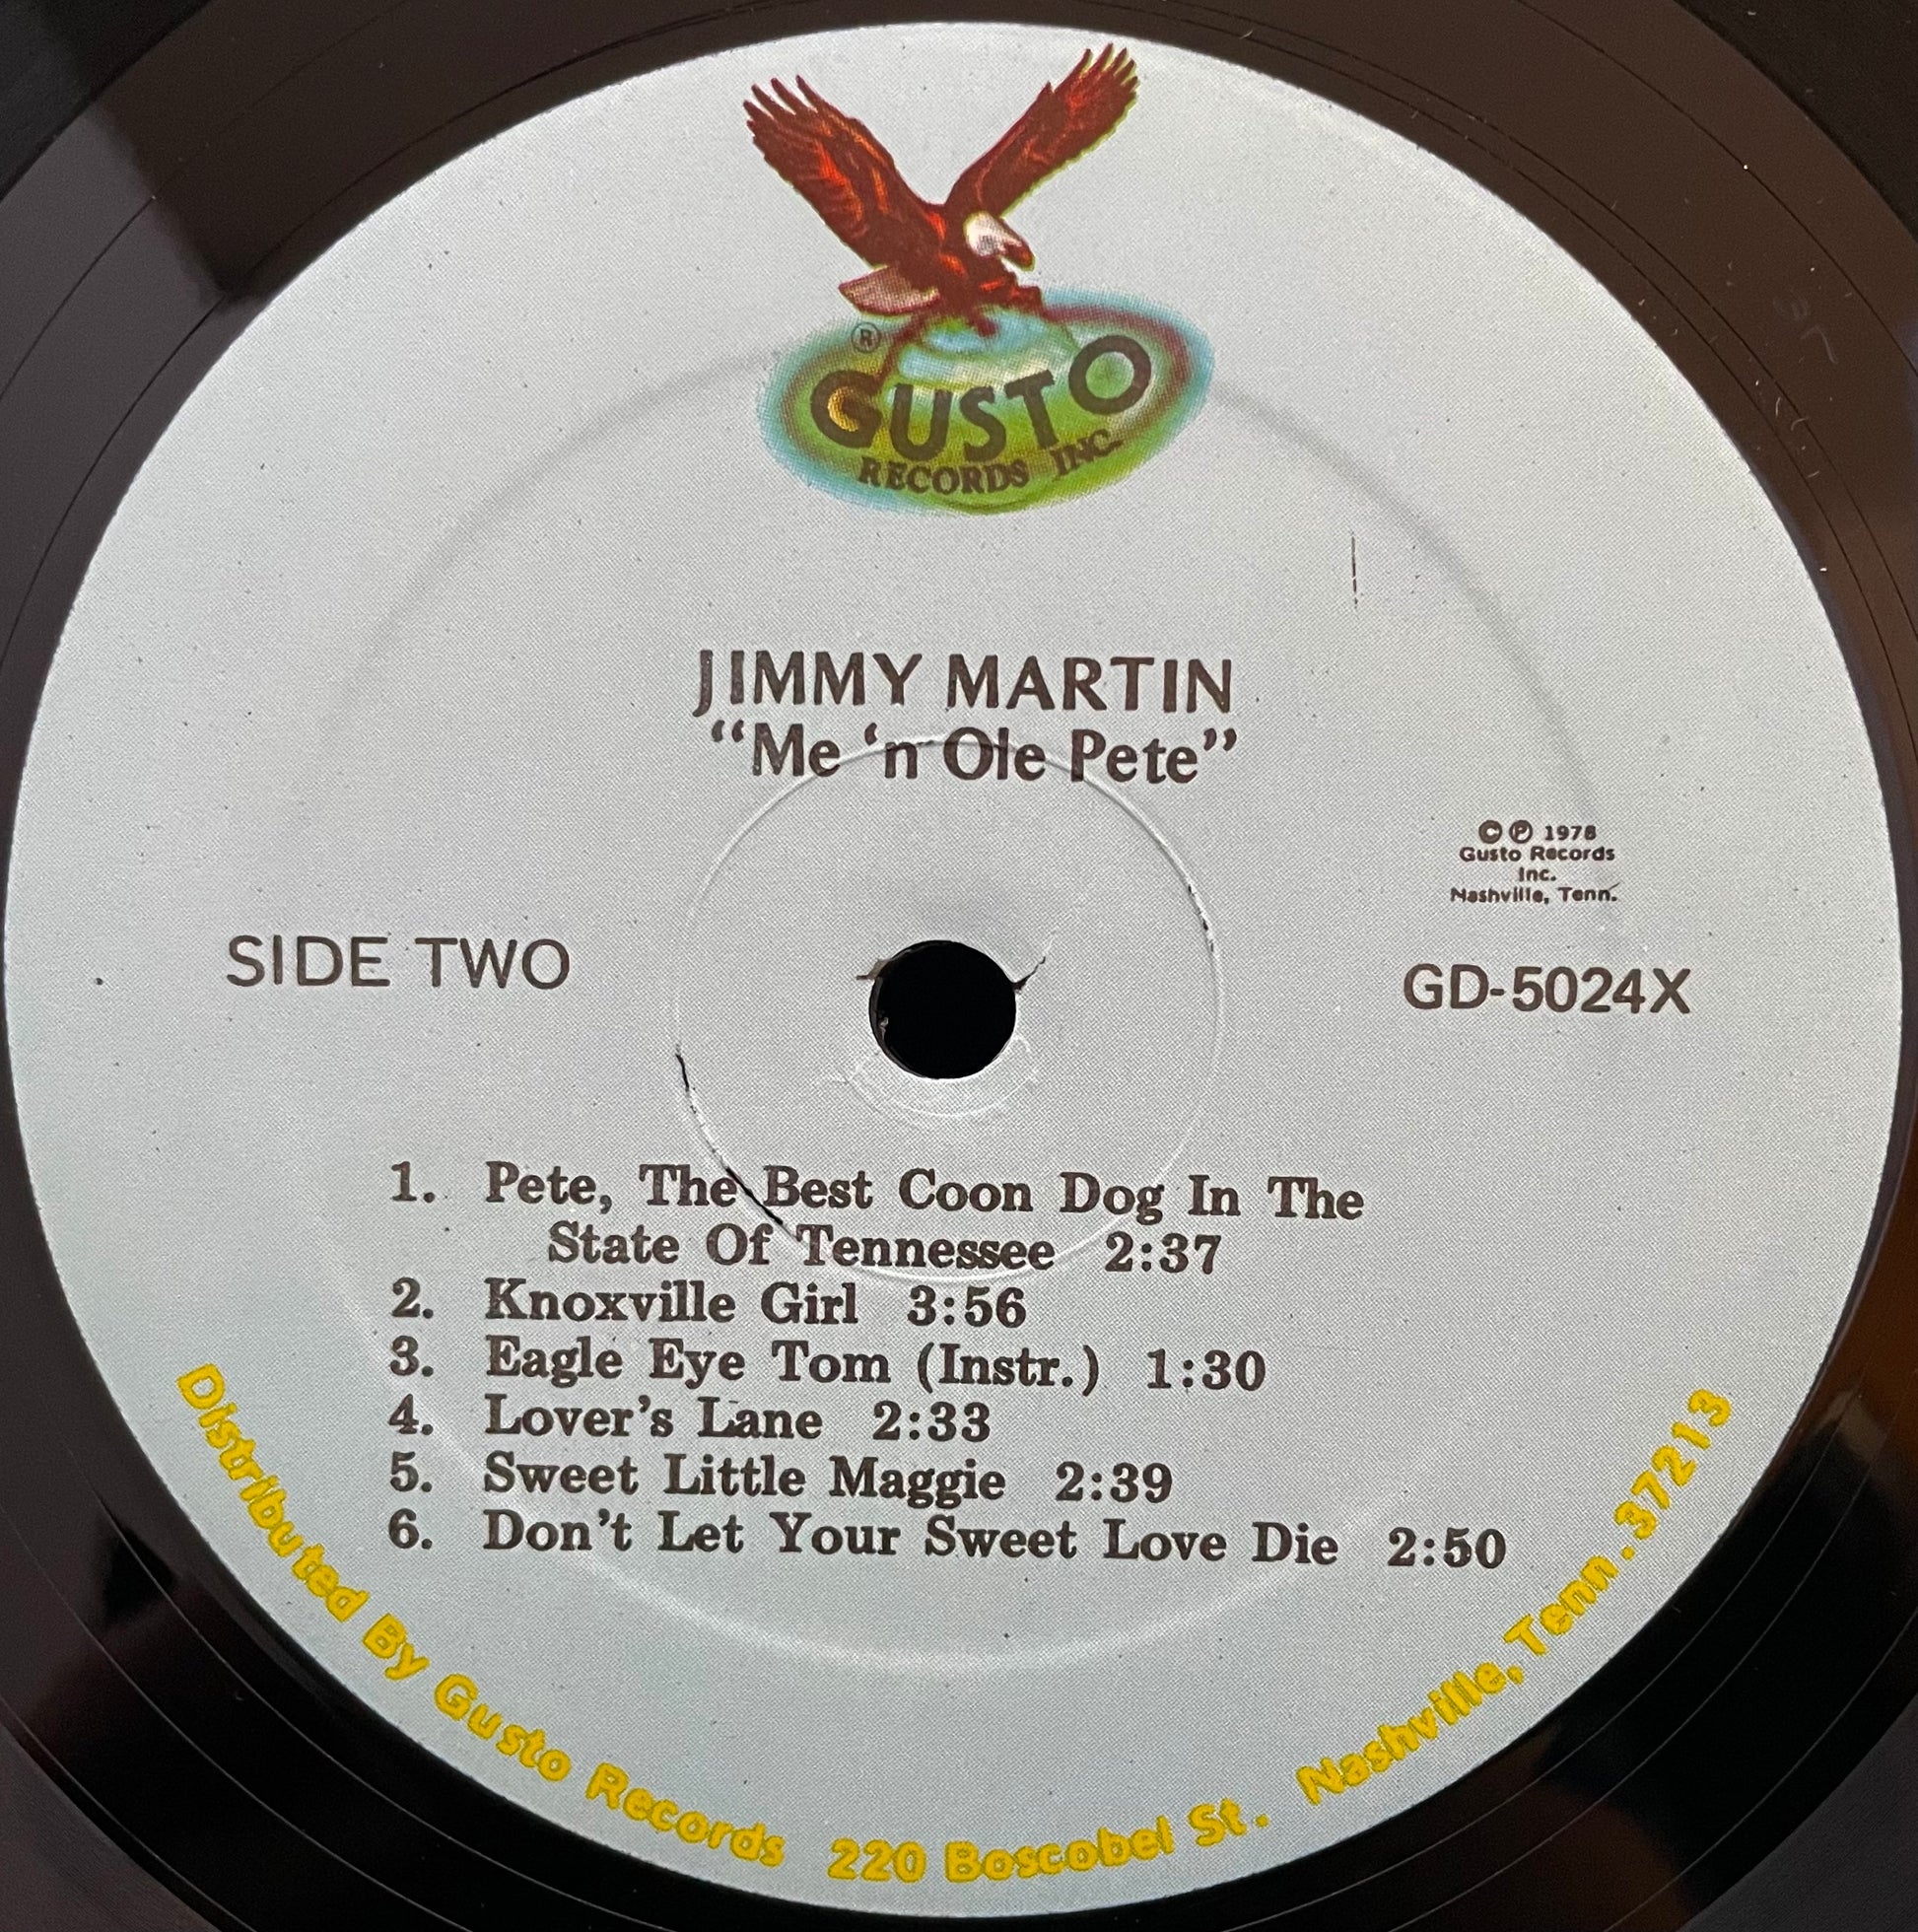 ®
GUSTO
RECORDS INC.
JIMMY MARTIN
“Me ‘n Ole Pete”
© ℗ 1978
Gusto Records
Inc.
Nashville, Tenn.
SIDE TWO
GD-5024X
1. Pete, The Best Coon Dog In The
State Of Tennessee 2:37
2. Knoxville Girl 3:56
3. Eagle Eye Tom (Instr.) 1:30
4. Lover’s Lane 2:33
5. Sweet Little Maggie 2:39
6. Don’t Let Your Sweet Love Die 2:50
Distributed By Gusto Records 220 Boscobel St. Nashville, Tenn. 37213